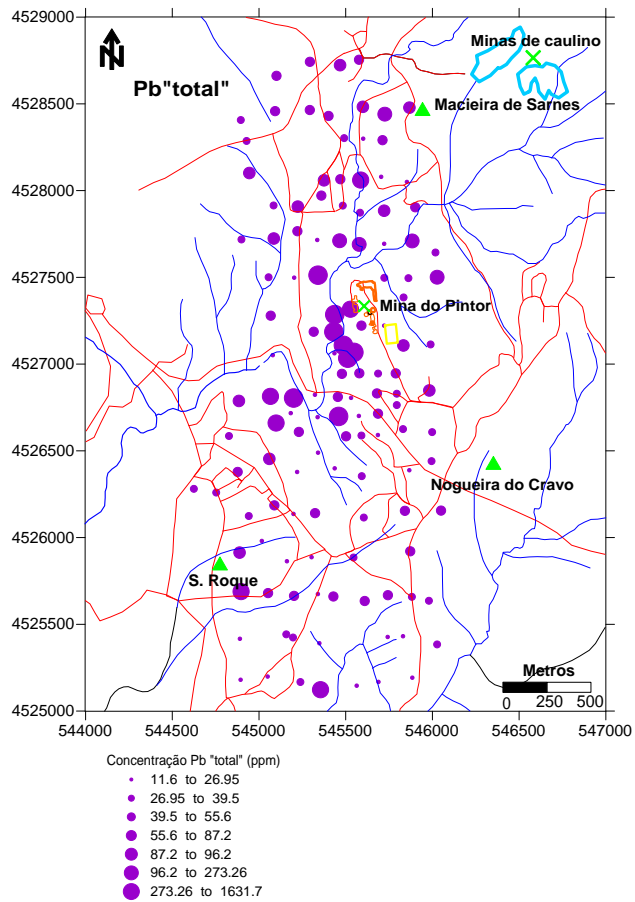 4529000
4528500
4528000
4527500
4527000
4526500
4526000
4525500
4525000
544000
544500
545000
545500
546000
546500
547000
N
Pb"total"
Minas de caulino
Macieira de Sarnes
Mina do Pintor
Nogueira do Cravo
S. Roque
Metros
0 250 500
Concentração Pb "total" (ppm)
11.6 to 26.95
26.95 to 39.5
39.5 to 55.6
55.6 to 87.2
87.2 to 96.2
96.2 to 273.26
273.26 to 1631.7